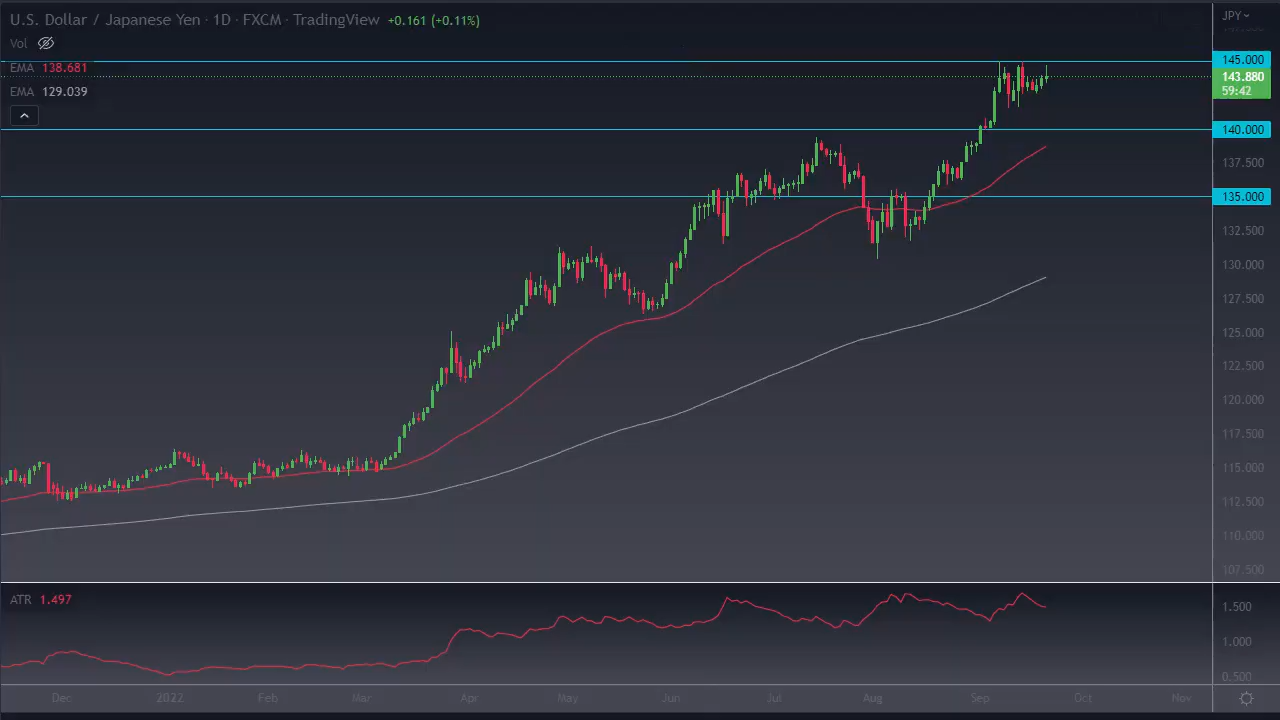 U.S. Dollar / Japanese Yen · 1D · FXCM · TradingView +0.161 (+0.11%)
JPY
Vol
EMA 138.681
EMA 129.039
145.000
143.880
59:42
140.000
137.500
135.000
132.500
130.000
127.500
125.000
122.500
120.000
117.500
115.000
112.500
110.000
107.500
ATR 1.497
1.500
1.000
0.500
Dec 2022 Feb Mar Apr May Jun Jul Aug Sep Oct Nov